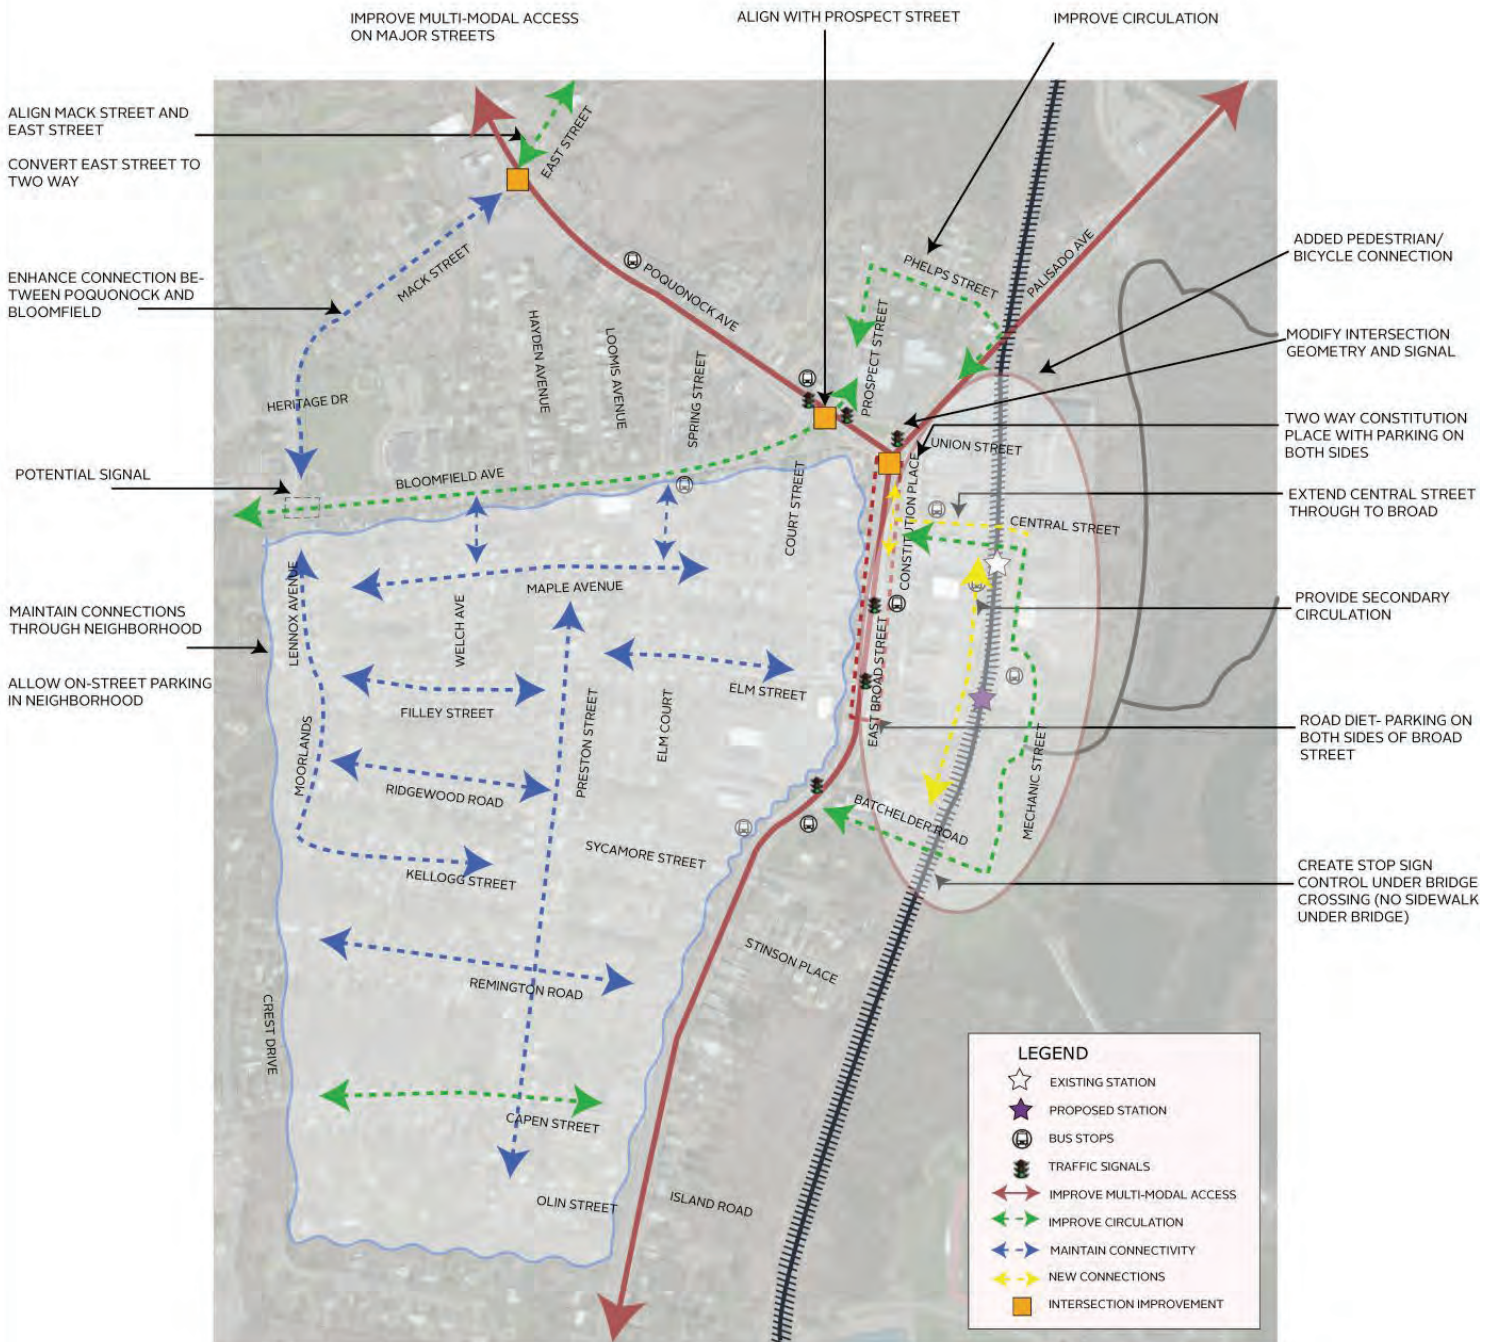 IMPROVE MULTI-MODAL ACCESS
ON MAJOR STREETS
ALIGN WITH PROSPECT STREET
IMPROVE CIRCULATION
ALIGN MACK STREET AND
EAST STREET
CONVERT EAST STREET TO
TWO WAY
ENHANCE CONNECTION BE-
TWEEN POQUONOCK AND
BLOOMFIELD
POTENTIAL SIGNAL
MAINTAIN CONNECTIONS
THROUGH NEIGHBORHOOD
ALLOW ON-STREET PARKING
IN NEIGHBORHOOD
ADDED PEDESTRIAN/
BICYCLE CONNECTION
MODIFY INTERSECTION
GEOMETRY AND SIGNAL
TWO WAY CONSTITUTION
PLACE WITH PARKING ON
BOTH SIDES
EXTEND CENTRAL STREET
THROUGH TO BROAD
PROVIDE SECONDARY
CIRCULATION
ROAD DIET- PARKING ON
BOTH SIDES OF BROAD
STREET
CREATE STOP SIGN
CONTROL UNDER BRIDGE
CROSSING (NO SIDEWALK
UNDER BRIDGE)
EAST STREET
MACK STREET
POQUONOCK AVE
PHELPS STREET
PALISADO AVE
PROSPECT STREET
HAYDEN AVENUE
LOOMIS AVENUE
SPRING STREET
HERITAGE DR
BLOOMFIELD AVE
UNION STREET
COURT STREET
CONSTITUTION PLACE
CENTRAL STREET
LENNOX AVENUE
MAPLE AVENUE
WELCH AVE
FILLEY STREET
PRESTON STREET
ELM COURT
ELM STREET
EAST BROAD STREET
MOORLANDS
RIDGEWOOD ROAD
MECHANIC STREET
BATCHELDER ROAD
SYCAMORE STREET
KELLOGG STREET
STINSON PLACE
REMINGTON ROAD
CREST DRIVE
CAPEN STREET
OLIN STREET
ISLAND ROAD
LEGEND
EXISTING STATION
PROPOSED STATION
BUS STOPS
TRAFFIC SIGNALS
IMPROVE MULTI-MODAL ACCESS
IMPROVE CIRCULATION
MAINTAIN CONNECTIVITY
NEW CONNECTIONS
INTERSECTION IMPROVEMENT